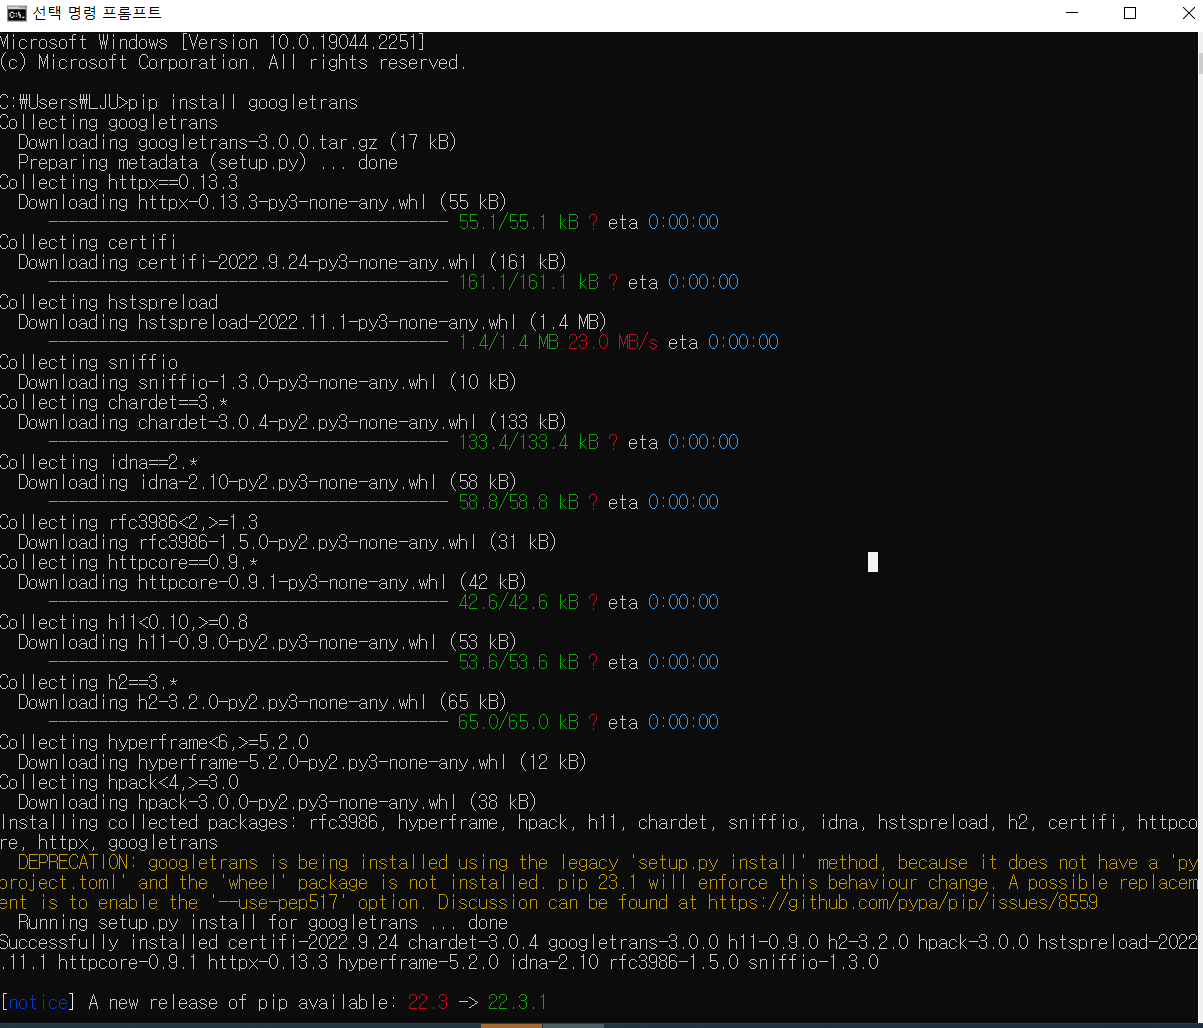 선택 명령 프롬프트
Microsoft Windows [Version 10.0.19044.2251]
(c) Microsoft Corporation. All rights reserved.
C:₩Users₩LJU>pip install googletrans
Collecting googletrans
  Downloading googletrans-3.0.0.tar.gz (17 kB)
  Preparing metadata (setup.py) ... done
Collecting httpx==0.13.3
  Downloading httpx-0.13.3-py3-none-any.whl (55 kB)
     ---------------------------------------- 55.1/55.1 kB ? eta 0:00:00
Collecting certifi
  Downloading certifi-2022.9.24-py3-none-any.whl (161 kB)
     ---------------------------------------- 161.1/161.1 kB ? eta 0:00:00
Collecting hstspreload
  Downloading hstspreload-2022.11.1-py3-none-any.whl (1.4 MB)
     ---------------------------------------- 1.4/1.4 MB 23.0 MB/s eta 0:00:00
Collecting sniffio
  Downloading sniffio-1.3.0-py3-none-any.whl (10 kB)
Collecting chardet==3.*
  Downloading chardet-3.0.4-py2.py3-none-any.whl (133 kB)
     ---------------------------------------- 133.4/133.4 kB ? eta 0:00:00
Collecting idna==2.*
  Downloading idna-2.10-py2.py3-none-any.whl (58 kB)
     ---------------------------------------- 58.8/58.8 kB ? eta 0:00:00
Collecting rfc3986<2,>=1.3
  Downloading rfc3986-1.5.0-py2.py3-none-any.whl (31 kB)
Collecting httpcore==0.9.*
  Downloading httpcore-0.9.1-py3-none-any.whl (42 kB)
     ---------------------------------------- 42.6/42.6 kB ? eta 0:00:00
Collecting h11<0.10,>=0.8
  Downloading h11-0.9.0-py2.py3-none-any.whl (53 kB)
     ---------------------------------------- 53.6/53.6 kB ? eta 0:00:00
Collecting h2==3.*
  Downloading h2-3.2.0-py2.py3-none-any.whl (65 kB)
     ---------------------------------------- 65.0/65.0 kB ? eta 0:00:00
Collecting hyperframe<6,>=5.2.0
  Downloading hyperframe-5.2.0-py2.py3-none-any.whl (12 kB)
Collecting hpack<4,>=3.0
  Downloading hpack-3.0.0-py2.py3-none-any.whl (38 kB)
Installing collected packages: rfc3986, hyperframe, hpack, h11, chardet, sniffio, idna, hstspreload, h2, certifi, httpco
re, httpx, googletrans
  DEPRECATION: googletrans is being installed using the legacy 'setup.py install' method, because it does not have a 'py
project.toml' and the 'wheel' package is not installed. pip 23.1 will enforce this behaviour change. A possible replacem
ent is to enable the '--use-pep517' option. Discussion can be found at https://github.com/pypa/pip/issues/8559
  Running setup.py install for googletrans ... done
Successfully installed certifi-2022.9.24 chardet-3.0.4 googletrans-3.0.0 h11-0.9.0 h2-3.2.0 hpack-3.0.0 hstspreload-2022
.11.1 httpcore-0.9.1 httpx-0.13.3 hyperframe-5.2.0 idna-2.10 rfc3986-1.5.0 sniffio-1.3.0
[notice] A new release of pip available: 22.3 -> 22.3.1